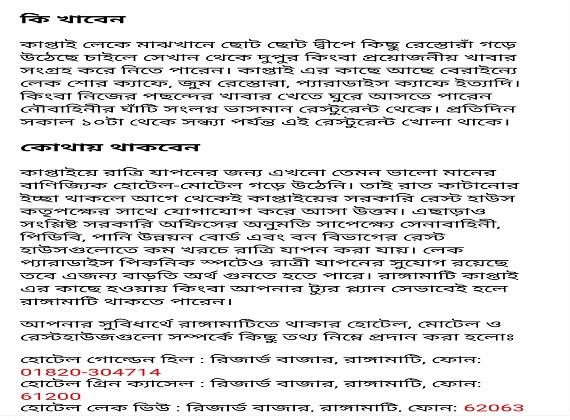 কি খাবেন
কাপ্তাই লেকে মাঝখানে ছোট ছোট দ্বীপে কিছু রেস্তোরাঁ গড়ে
উঠেছে চাইলে সেখান থেকে দুপুর কিংবা প্রয়োজনীয় খাবার
সংগ্রহ করে নিতে পারেন। কাপ্তাই এর কাছে আছে বেরাইন্যে
লেক শোর ক্যাফে, জুম রেস্তোরা, প্যারাডাইস ক্যাফে ইত্যাদি।
কিংবা নিজের পছন্দের খাবার খেতে ঘুরে আসতে পারেন
নৌবাহিনীর ঘাঁটি সংলগ্ন ভাসমান রেস্টুরেন্ট থেকে। প্রতিদিন
সকাল ১০টা থেকে সন্ধ্যা পর্যন্ত এই রেস্টুরেন্ট খোলা থাকে।
কোথায় থাকবেন
কাপ্তাইয়ে রাত্রি যাপনের জন্য এখনো তেমন ভালো মানের
বাণিজ্যিক হোটেল-মোটেল গড়ে উঠেনি। তাই রাত কাটানোর
ইচ্ছা থাকলে আগে থেকেই কাপ্তাইয়ের সরকারি রেস্ট হাউস
কতৃপক্ষের সাথে যোগাযোগ করে আসা উত্তম। এছাড়াও
সংশ্লিষ্ট সরকারি অফিসের অনুমতি সাপেক্ষে সেনাবাহিনী,
পিডিবি, পানি উন্নয়ন বোর্ড এবং বন বিভাগের রেস্ট
হাউসগুলোতে কম খরচে রাত্রি যাপন করা যায়। লেক
প্যারাডাইস পিকনিক স্পটেও রাত্রী যাপনের সুযোগ রয়েছে
তবে এজন্য বাড়তি অর্থ গুনতে হতে পারে। রাঙ্গামাটি কাপ্তাই
এর কাছে হওয়ায় কিংবা আপনার ট্যুর প্ল্যান সেভাবেই হলে
রাঙ্গামাটি থাকতে পারেন।
আপনার সুবিধার্থে রাঙ্গামাটিতে থাকার হোটেল, মোটেল ও
রেস্টহাউজগুলো সম্পর্কে কিছু তথ্য নিম্নে প্রদান করা হলোঃ
হোটেল গোল্ডেন হিল : রিজার্ভ বাজার, রাঙ্গামাটি, ফোন:
01820-304714
হোটেল গ্রিন ক্যাসেল : রিজার্ভ বাজার, রাঙ্গামাটি, ফোন:
61200
হোটেল লেক ভিউ : রিজার্ভ বাজার, রাঙ্গামাটি, ফোন: 62063